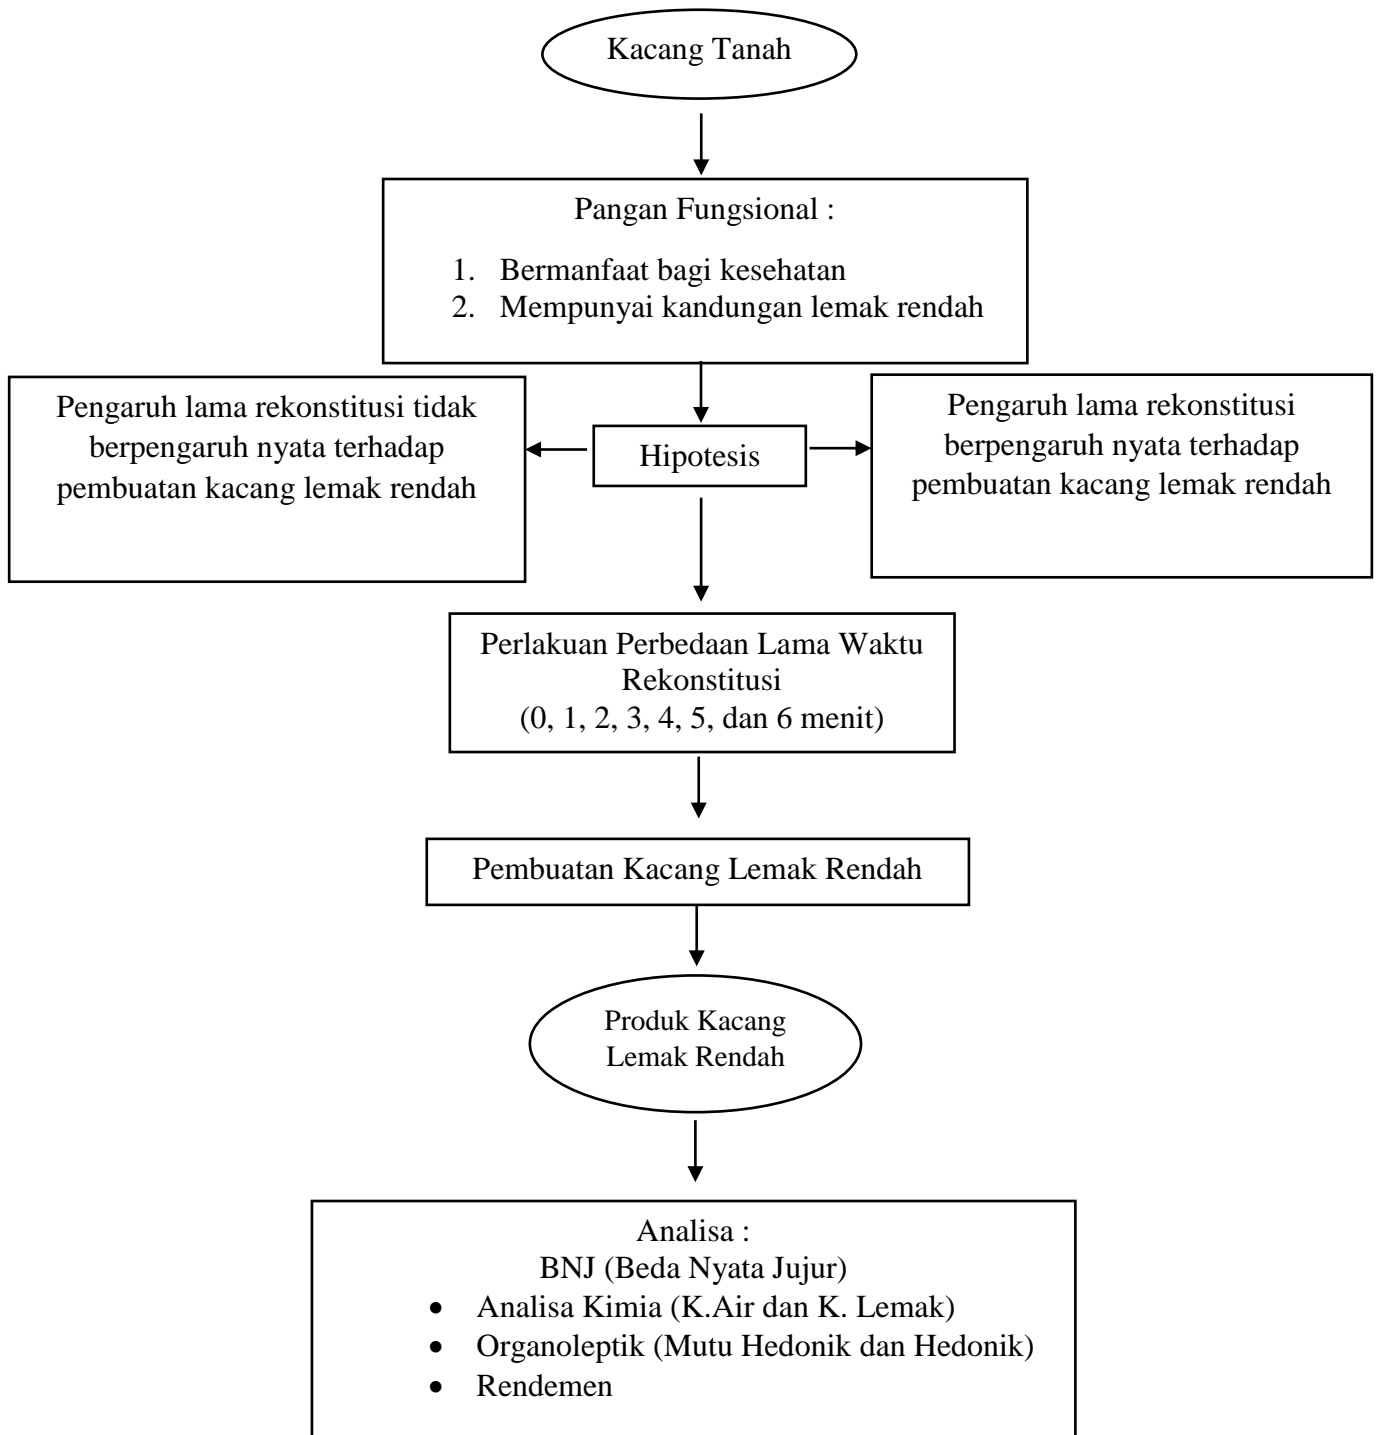 Kacang Tanah
Pangan Fungsional :
1. Bermanfaat bagi kesehatan
2. Mempunyai kandungan lemak rendah
Pengaruh lama rekonstitusi tidak
berpengaruh nyata terhadap
pembuatan kacang lemak rendah
Hipotesis
Pengaruh lama rekonstitusi
berpengaruh nyata terhadap
pembuatan kacang lemak rendah
Perlakuan Perbedaan Lama Waktu
Rekonstitusi
(0, 1, 2, 3, 4, 5, dan 6 menit)
Pembuatan Kacang Lemak Rendah
Produk Kacang
Lemak Rendah
Analisa :
BNJ (Beda Nyata Jujur)
• Analisa Kimia (K.Air dan K. Lemak)
• Organoleptik (Mutu Hedonik dan Hedonik)
• Rendemen